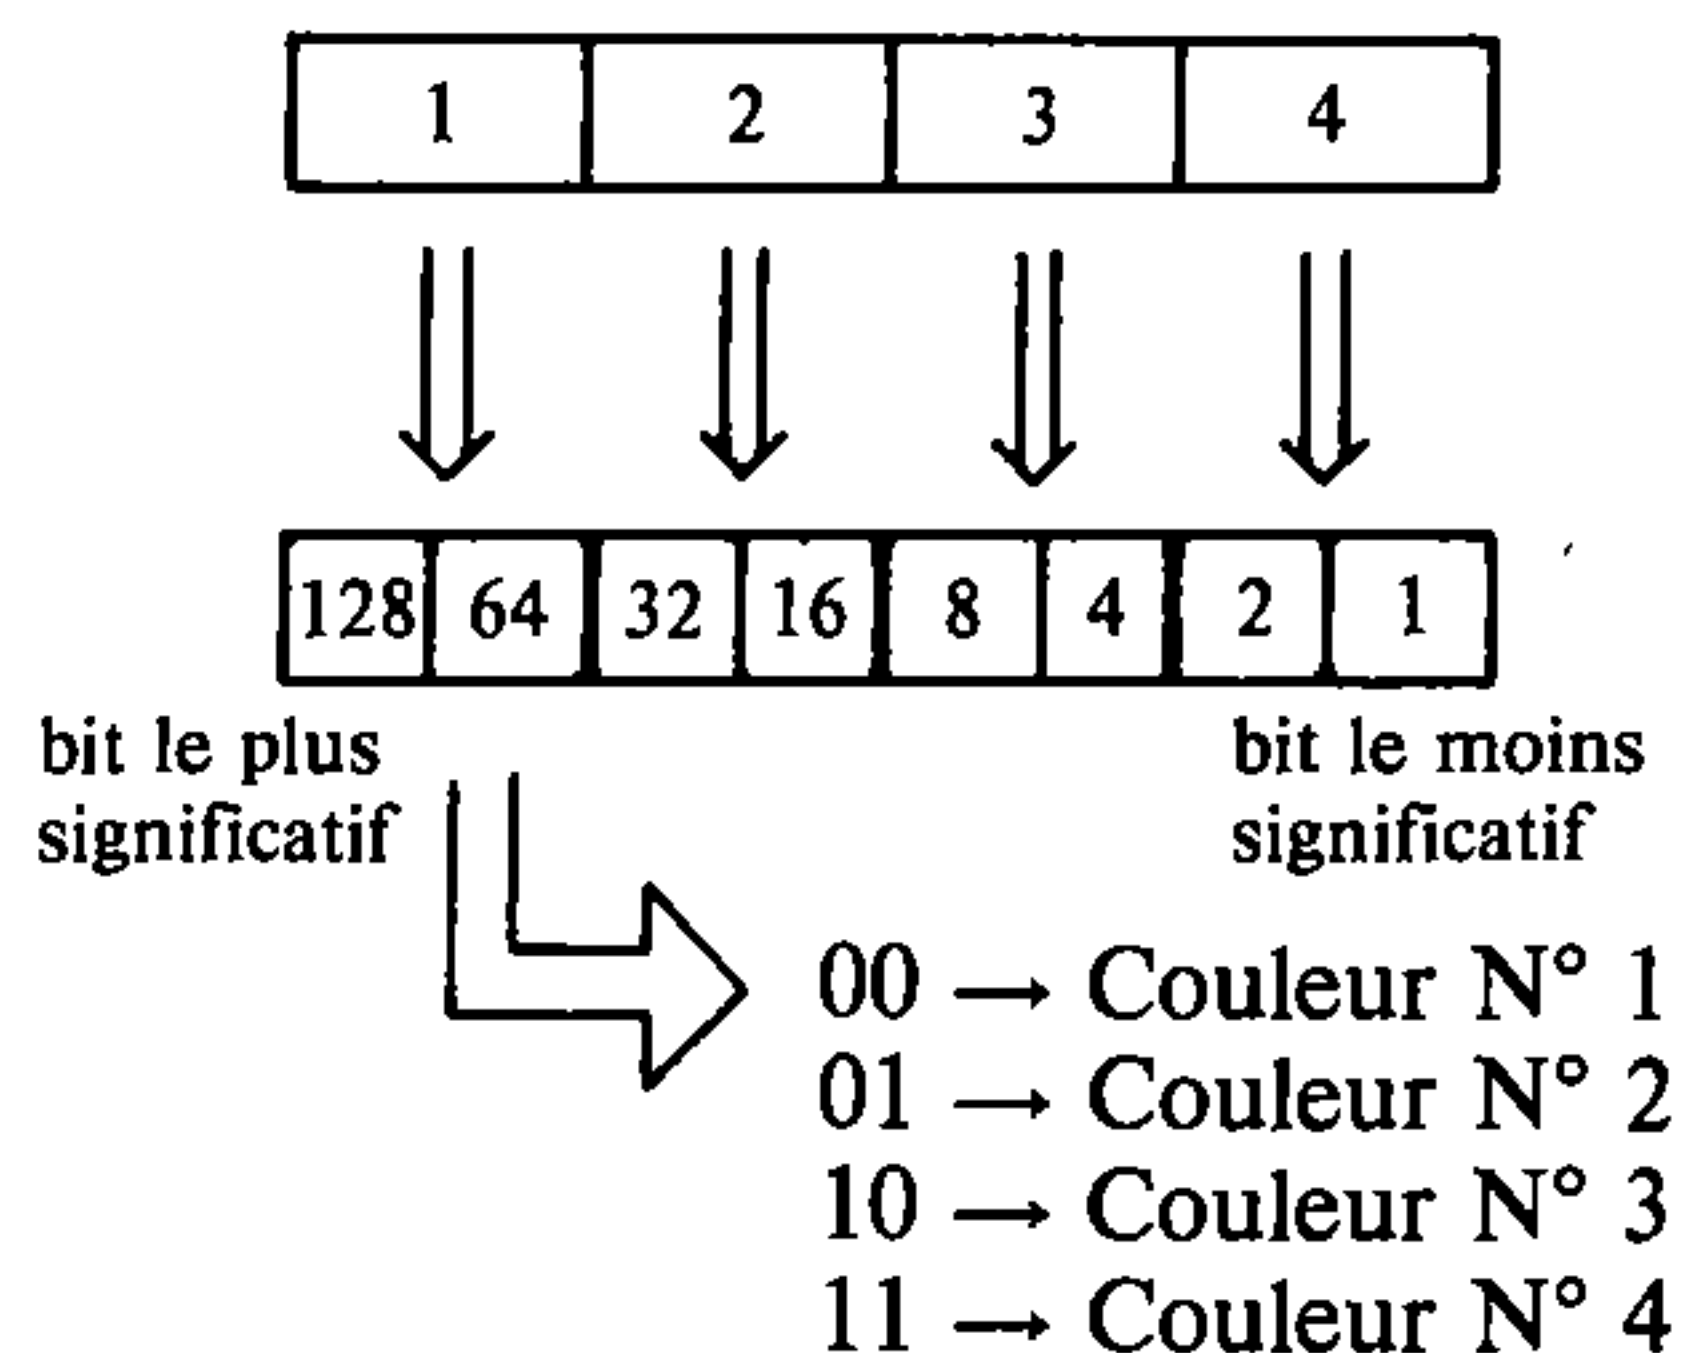 1 2 3 4
128 64 32 16 8 4 2 1
bit le plus
significatif
bit le moins
significatif
00 → Couleur N° 1
01 → Couleur N° 2
10 → Couleur N° 3
11 → Couleur N° 4